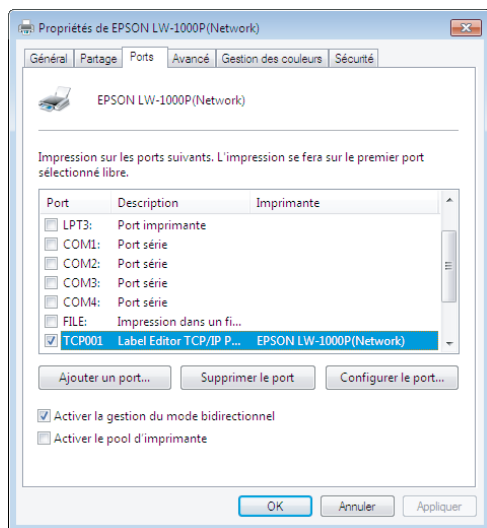 Propriétés de EPSON LW-1000P(Network)
Général Partage Ports Avancé Gestion des couleurs Sécurité
EPSON LW-1000P(Network)
Impression sur les ports suivants. L'impression se fera sur le premier port
sélectionné libre.
Port Description Imprimante
LPT3: Port imprimante
COM1: Port série
COM2: Port série
COM3: Port série
COM4: Port série
FILE: Impression dans un fi...
TCP001 Label Editor TCP/IP P... EPSON LW-1000P(Network)
Ajouter un port... Supprimer le port Configurer le port...
Activer la gestion du mode bidirectionnel
Activer le pool d'imprimante
OK Annuler Appliquer